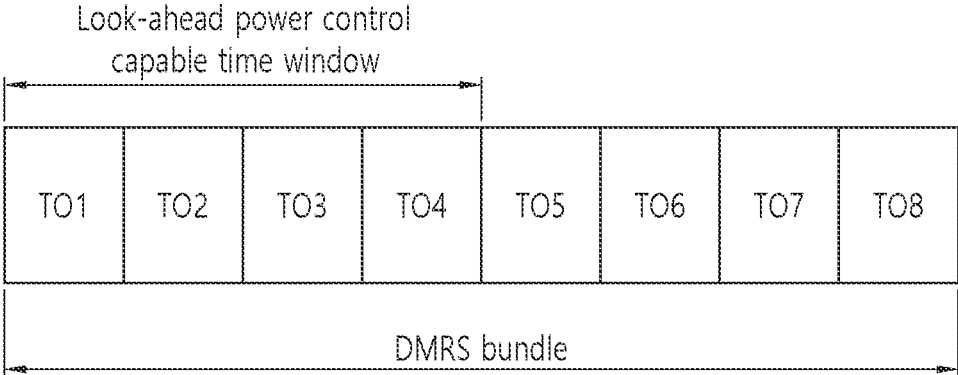 Look-ahead power control
capable time window
TO1 TO2 TO3 TO4 TO5 TO6 TO7 TO8
DMRS bundle